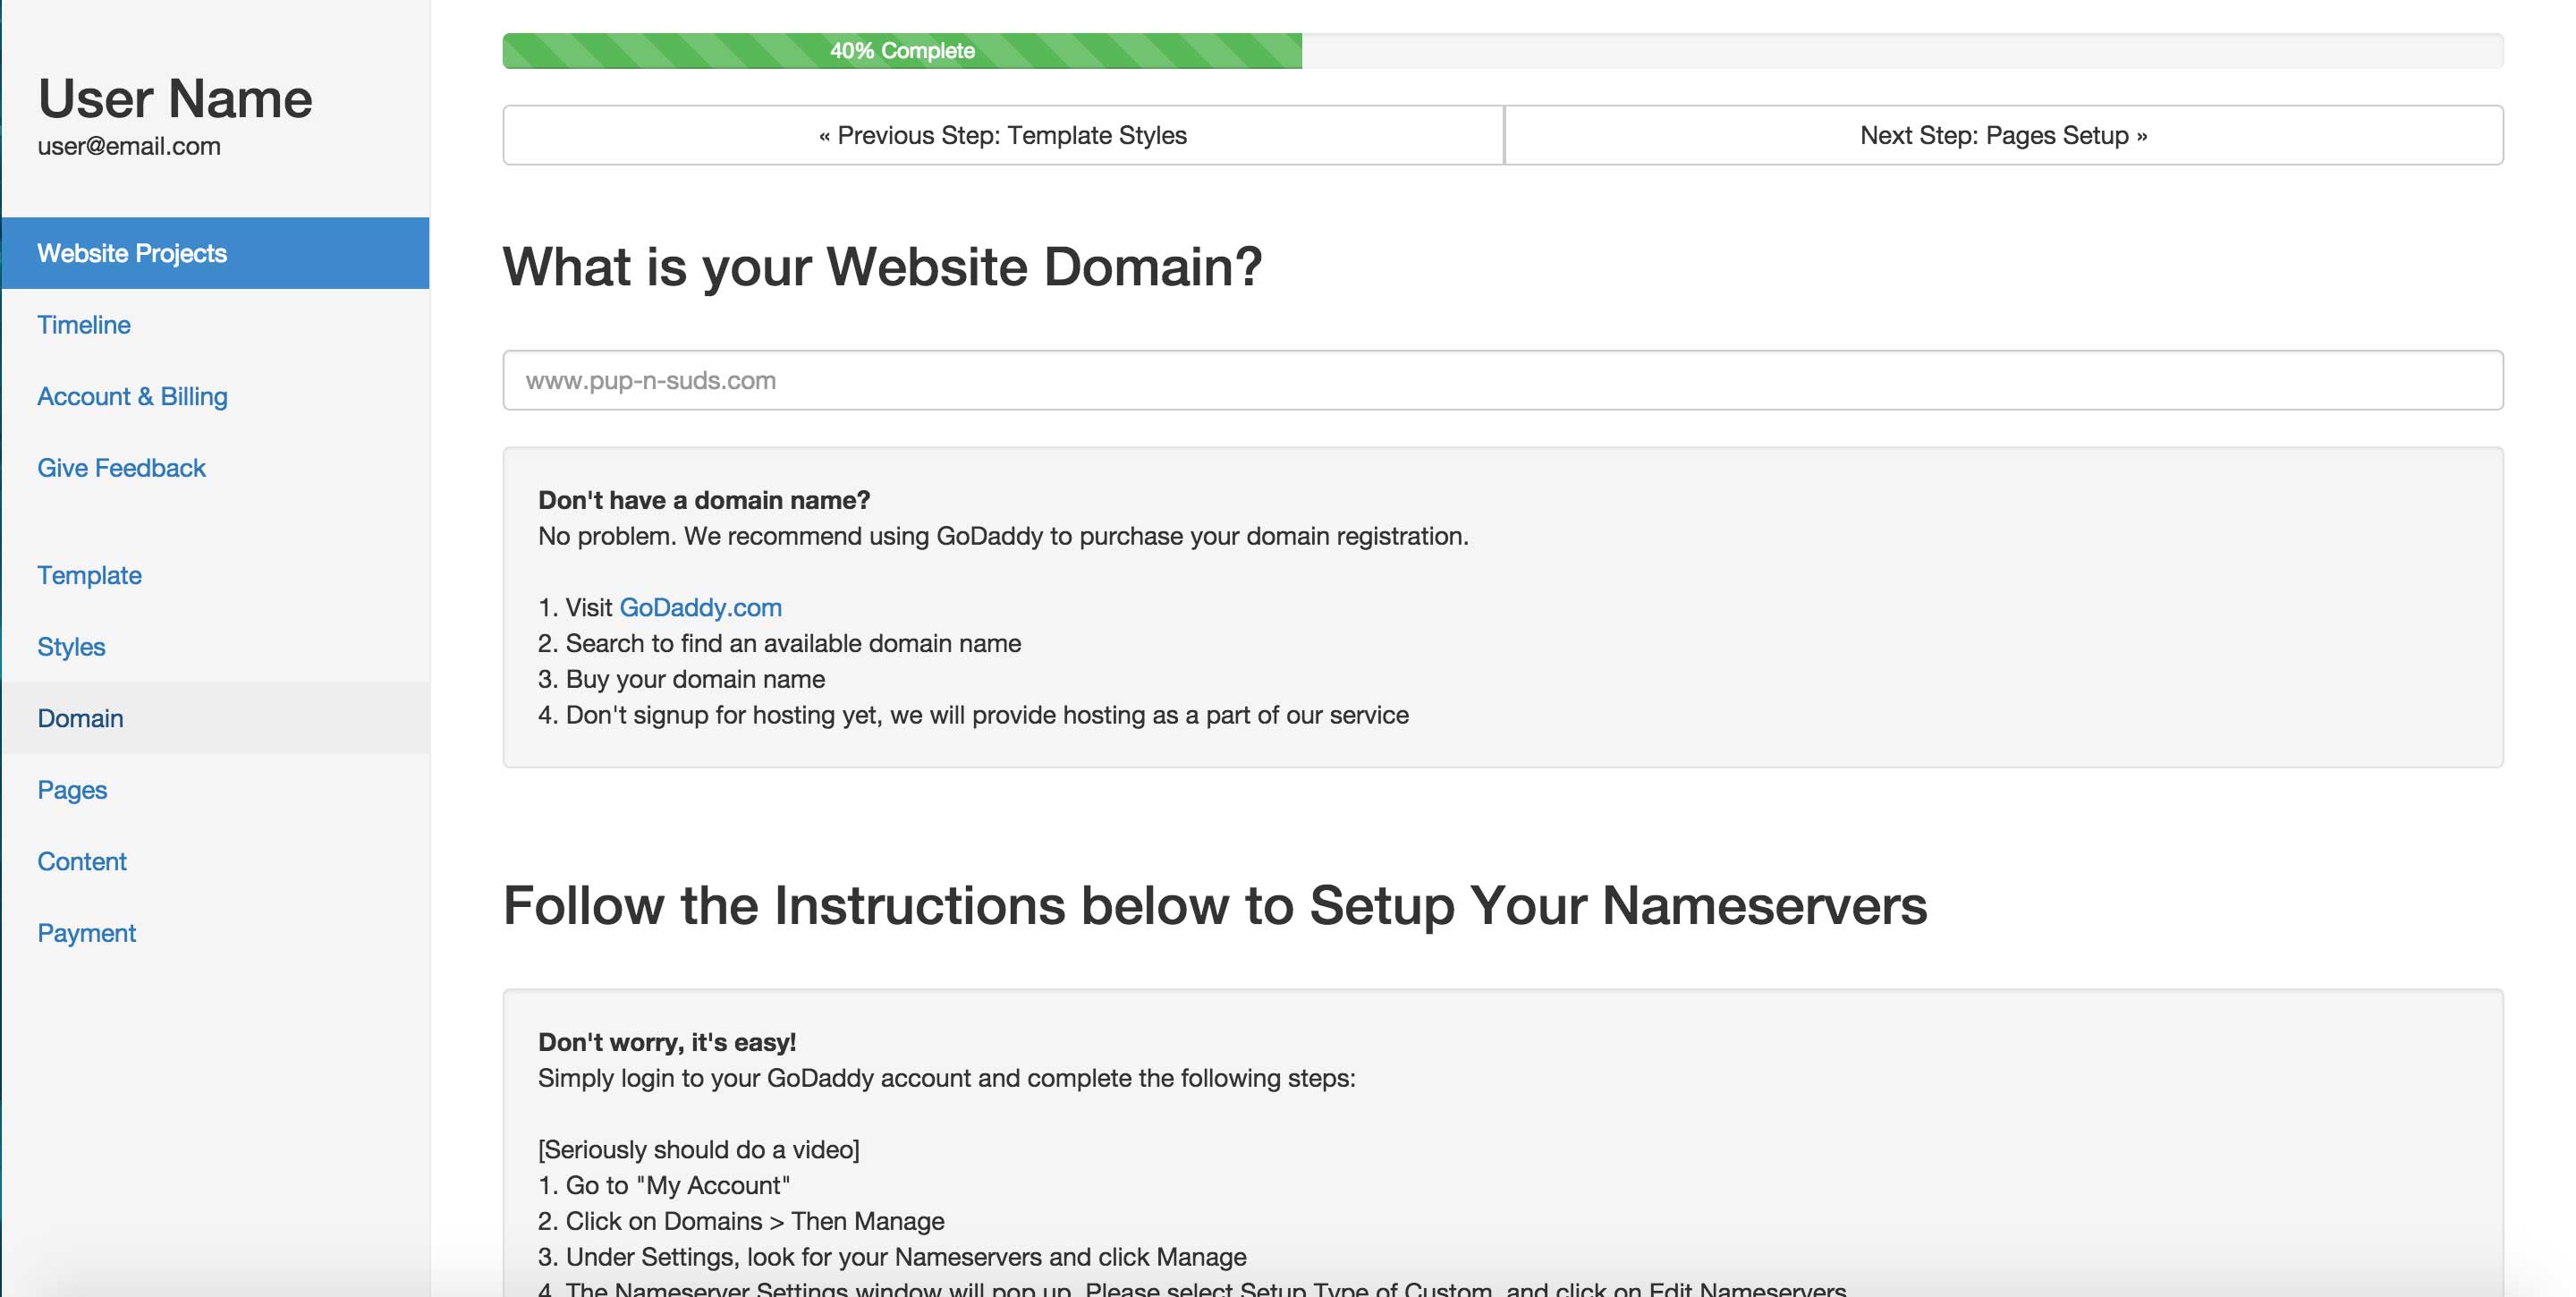 User Name
user@email.com
Website Projects
Timeline
Account & Billing
Give Feedback
Template
Styles
Domain
Pages
Content
Payment
40% Complete
« Previous Step: Template Styles
Next Step: Pages Setup »
What is your Website Domain?
www.pup-n-suds.com
Don't have a domain name?
No problem. We recommend using GoDaddy to purchase your domain registration.
1. Visit GoDaddy.com
2. Search to find an available domain name
3. Buy your domain name
4. Don't signup for hosting yet, we will provide hosting as a part of our service
Follow the Instructions below to Setup Your Nameservers
Don't worry, it's easy!
Simply login to your GoDaddy account and complete the following steps:
[Seriously should do a video]
1. Go to "My Account"
2. Click on Domains > Then Manage
3. Under Settings, look for your Nameservers and click Manage
4. The Nameserver Settings window will pop up. Please select Setup Type of Custom, and click on Edit Nameservers